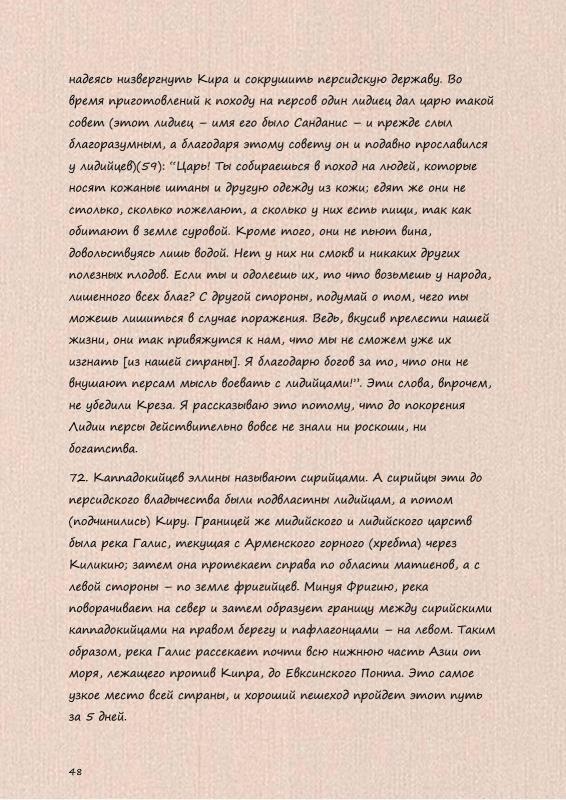 надеясь низвергнуть Кира и сокрушить персидскую державу. Во
время приготовлений к походу на персов один лидиец дал царю такой
совет (этот лидиец – имя его было Санданис – и прежде слыл
благоразумным, а благодаря этому совету он и подавно прославился
у лидийцев)(59): “Царь! Ты собираешься в поход на людей, которые
носят кожаные штаны и другую одежду из кожи; едят же они не
столько, сколько пожелают, а сколько у них есть пищи, так как
обитают в земле суровой. Кроме того, они не пьют вина,
довольствуясь лишь водой. Нет у них ни смокв и никаких других
полезных плодов. Если ты и одолеешь их, то что возьмешь у народа,
лишенного всех благ? С другой стороны, подумай о том, чего ты
можешь лишиться в случае поражения. Ведь, вкусив прелести нашей
жизни, они так привяжутся к нам, что мы не сможем уже их
изгнать [из нашей страны]. Я благодарю богов за то, что они не
внушают персам мысль воевать с лидийцами!”. Эти слова, впрочем,
не убедили Креза. Я рассказываю это потому, что до покорения
Лидии персы действительно вовсе не знали ни роскоши, ни
богатства.
72. Каппадокийцев эллины называют сирийцами. А сирийцы эти до
персидского владычества были подвластны лидийцам, а потом
(подчинились) Киру. Границей же мидийского и лидийского царств
была река Галис, текущая с Арменского горного (хребта) через
Киликию; затем она протекает справа по области матиенов, а с
левой стороны – по земле фригийцев. Минуя Фригию, река
поворачивает на север и затем образует границу между сирийскими
каппадокийцами на правом берегу и пафлагонцами – на левом. Таким
образом, река Галис рассекает почти всю нижнюю часть Азии от
моря, лежащего против Кипра, до Евксинского Понта. Это самое
узкое место всей страны, и хороший пешеход пройдет этот путь
за 5 дней.
48